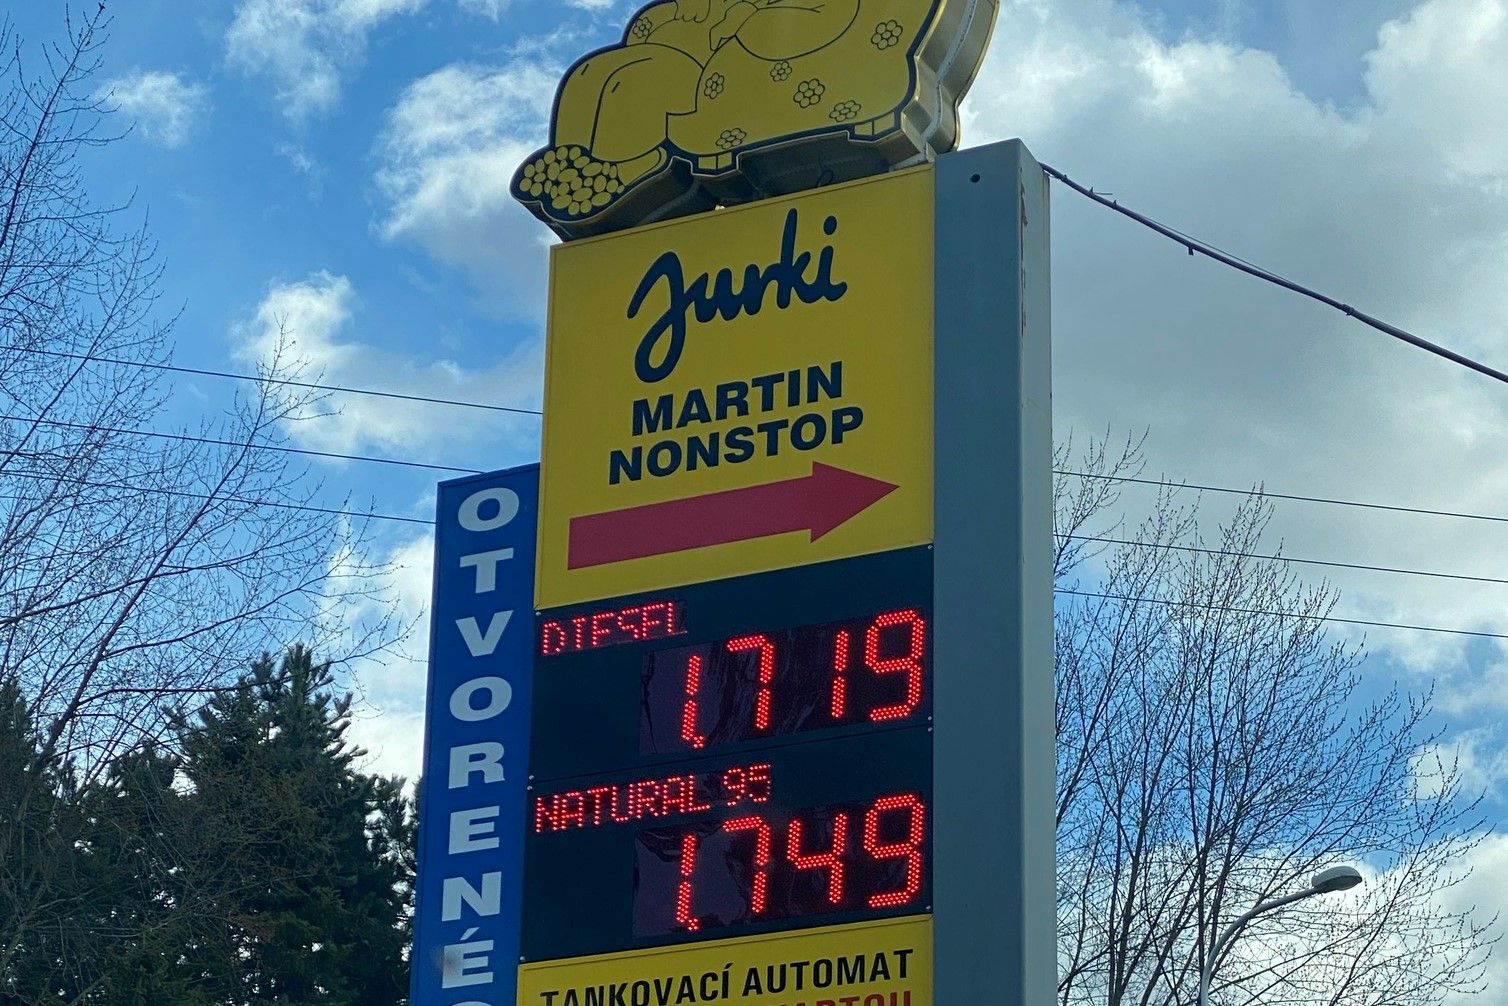 Jurki
MARTIN
NONSTOP
OTVORENÉ
DIESEL
1,719
NATURAL 95
1,749
TANKOVACÍ AUTOMAT